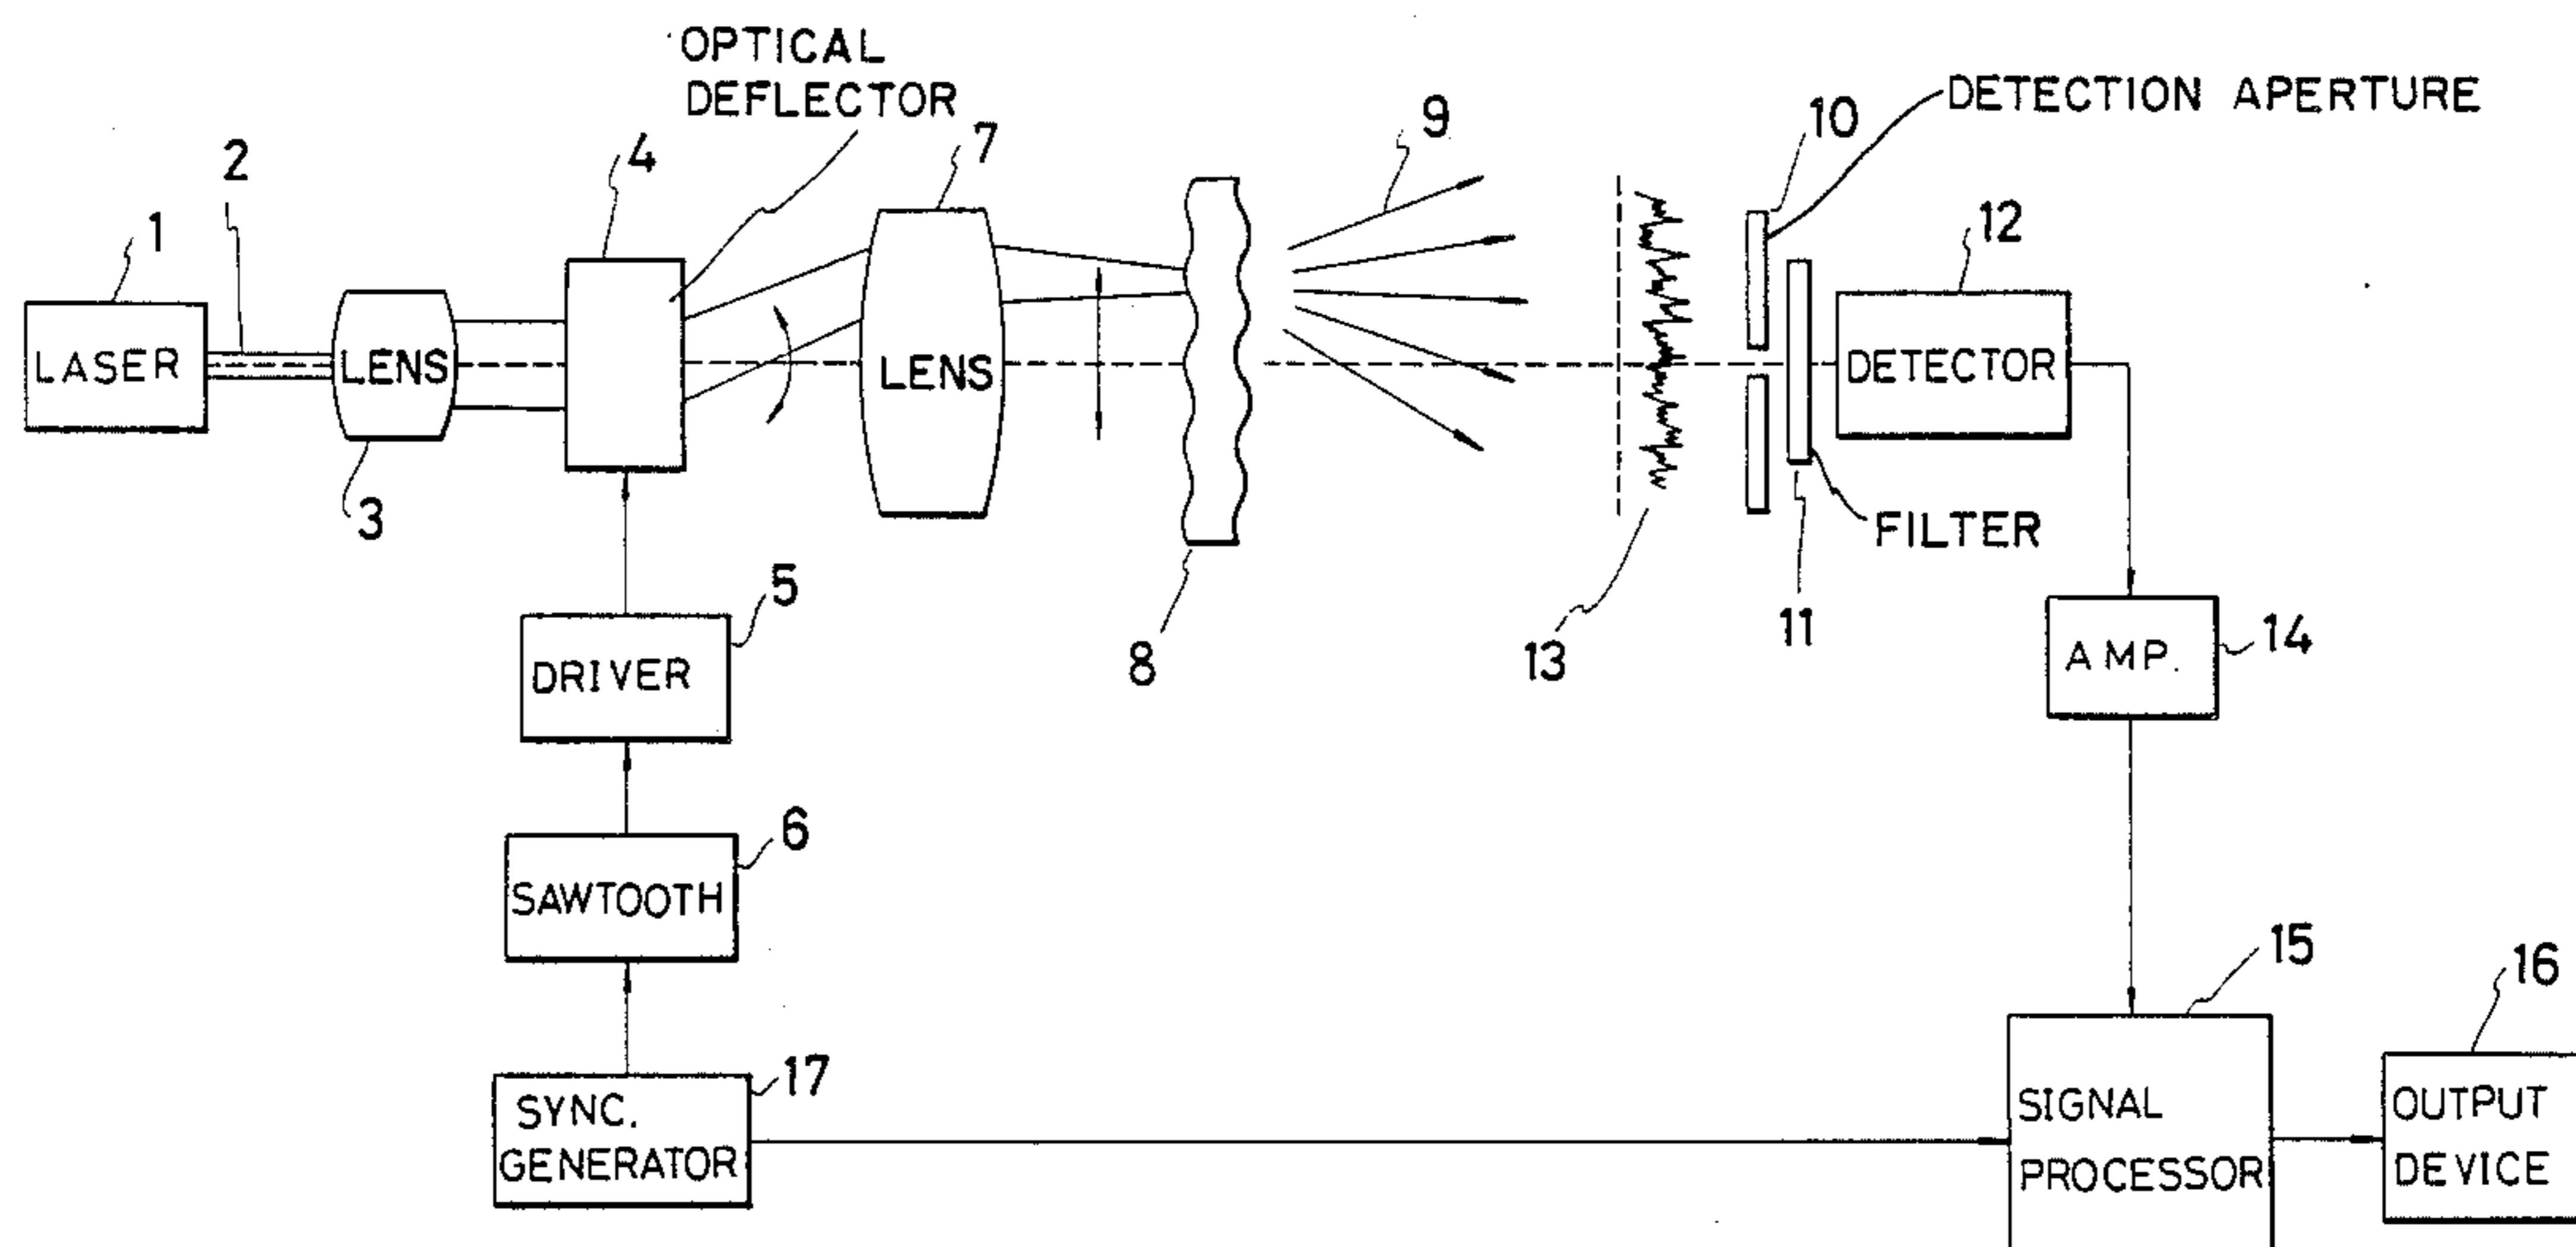 OPTICAL
DEFLECTOR
DETECTION APERTURE
1
2
3
4
7
9
10
12
LASER
LENS
LENS
DETECTOR
FILTER
5
8
13
11
DRIVER
AMP.
14
6
SAWTOOTH
15
16
17
SYNC.
GENERATOR
SIGNAL
PROCESSOR
OUTPUT
DEVICE